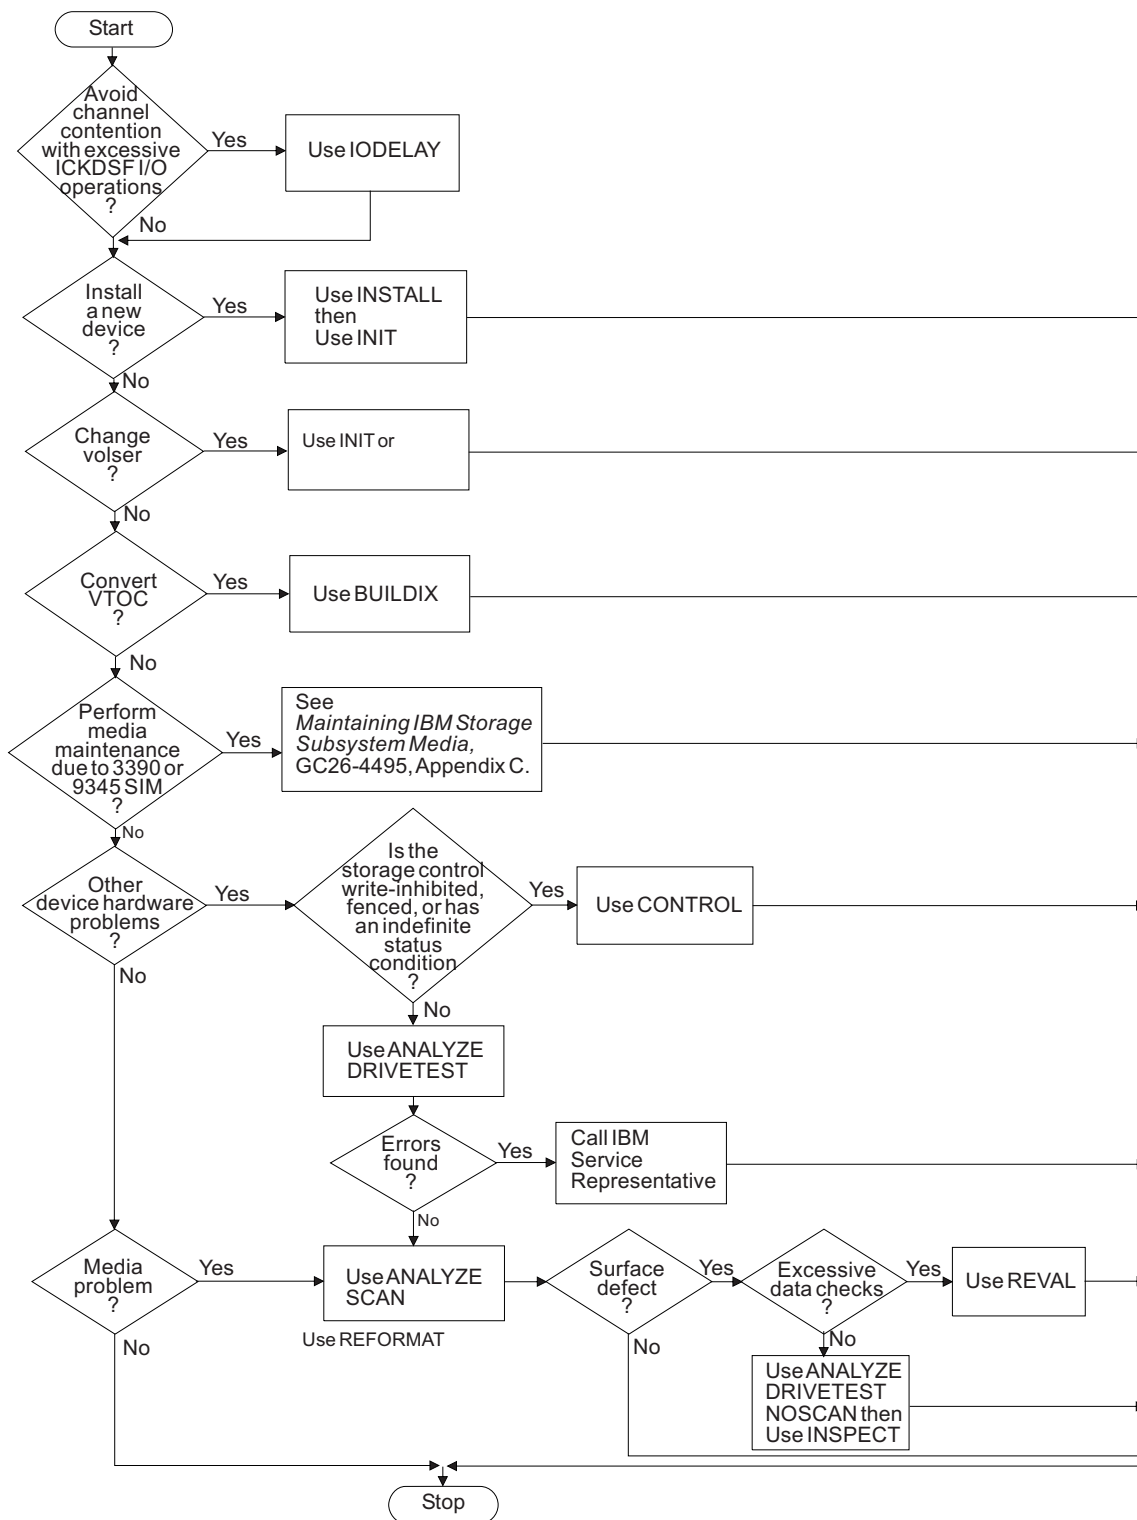 Start
Avoid
channel
contention
with excessive
ICKDSF I/O
operations
?
Yes
Use IODELAY
No
Install
a new
device
?
Yes
Use INSTALL
then
Use INIT
No
Change
volser
?
Yes
Use INIT or
No
Convert
VTOC
?
Yes
Use BUILDIX
No
Perform
media
maintenance
due to 3390 or
9345 SIM
?
Yes
See
Maintaining IBM Storage
Subsystem Media,
GC26-4495, Appendix C.
No
Other
device hardware
problems
?
Yes
Is the
storage control
write-inhibited,
fenced, or has
an indefinite
status
condition
?
Yes
Use CONTROL
No
No
Use ANALYZE
DRIVETEST
Errors
found
?
Yes
Call IBM
Service
Representative
No
Media
problem
?
Yes
Use ANALYZE
SCAN
Use REFORMAT
Surface
defect
?
Yes
Excessive
data checks
?
Yes
Use REVAL
No
No
No
Use ANALYZE
DRIVETEST
NOSCAN then
Use INSPECT
Stop